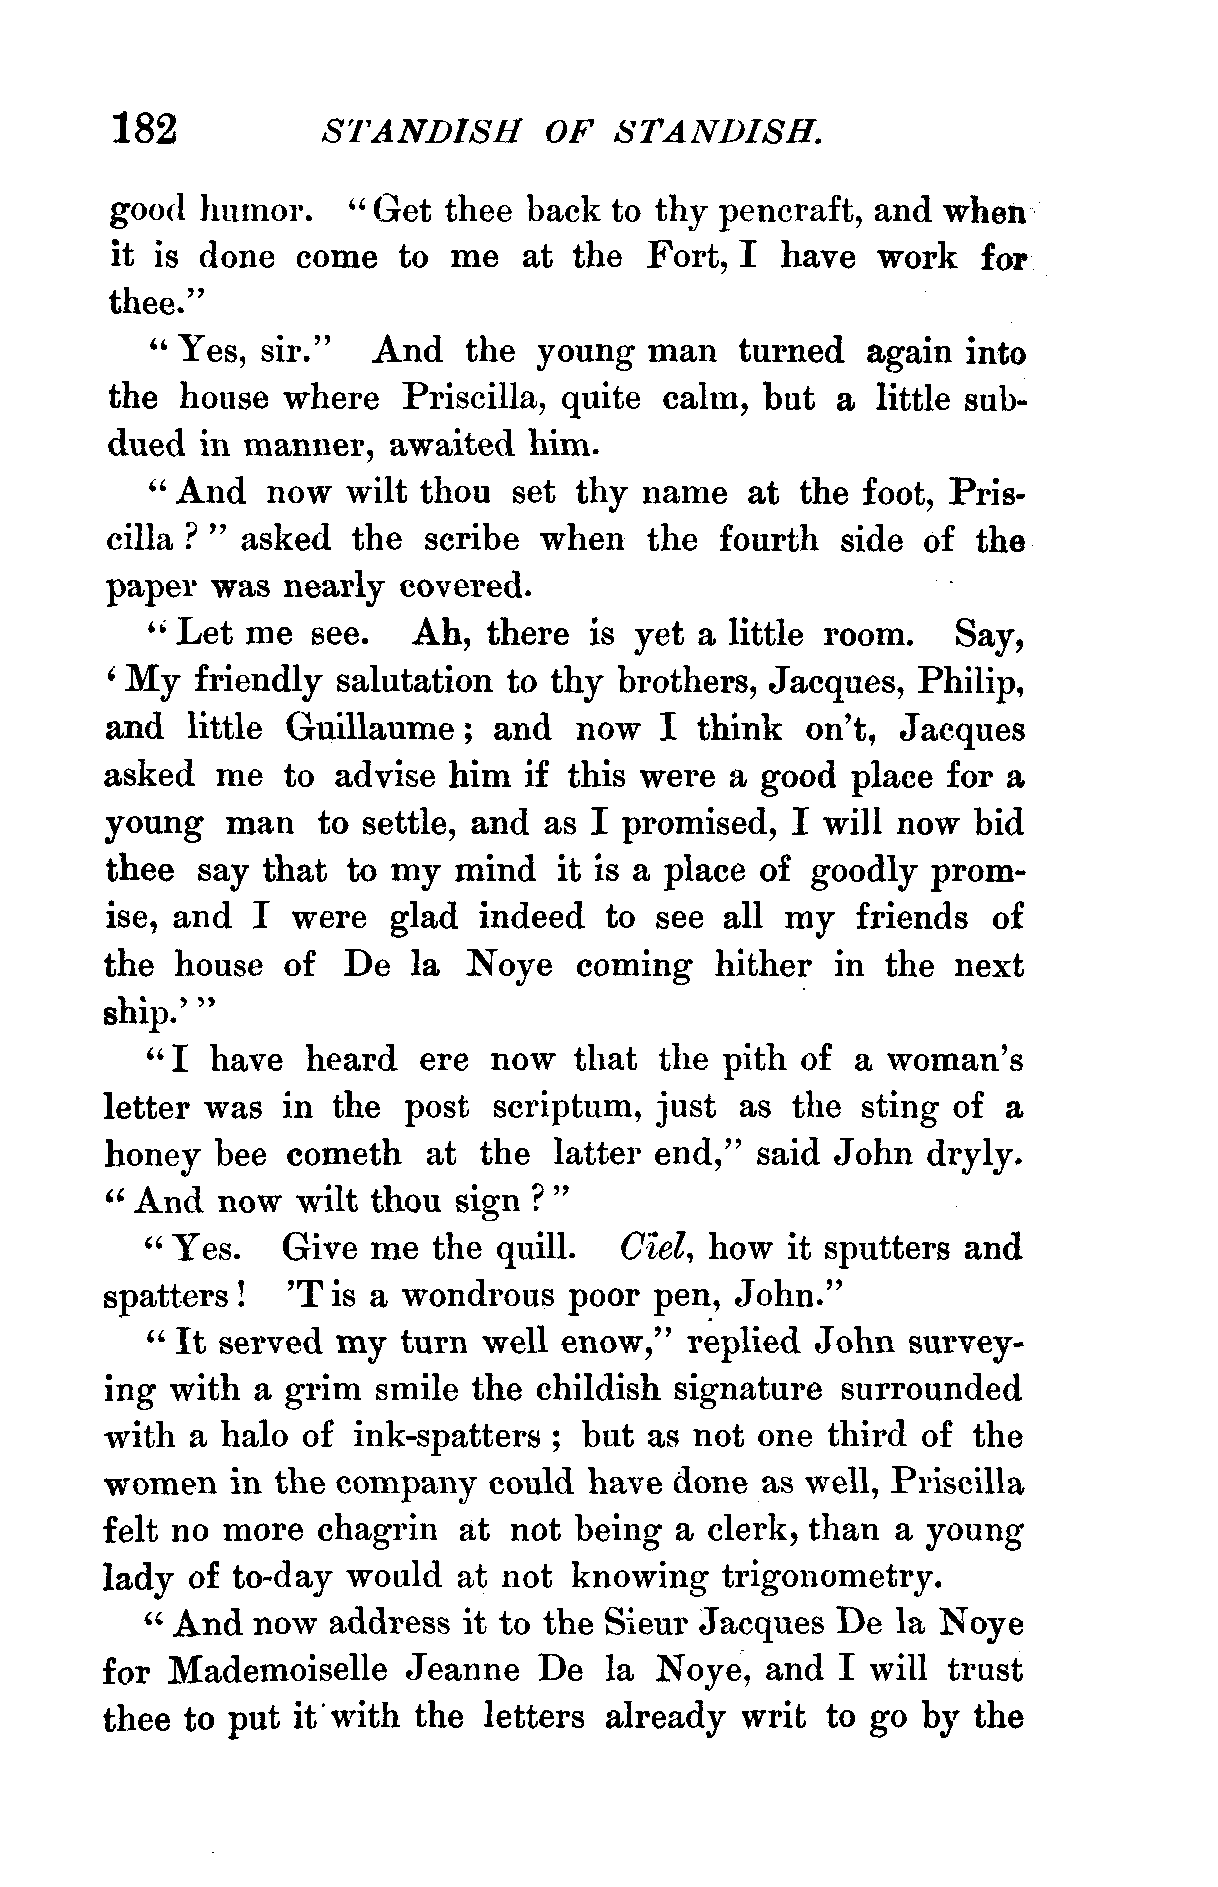 182 STANDISH OF STANDISH.
good humor. “Get thee back to thy pencraft, and when
it is done come to me at the Fort, I have work for
thee.”
“Yes, sir.” And the young man turned again into
the house where Priscilla, quite calm, but a little sub-
dued in manner, awaited him.
“And now wilt thou set thy name at the foot, Pris-
cilla?” asked the scribe when the fourth side of the
paper was nearly covered.
“Let me see. Ah, there is yet a little room. Say,
‘My friendly salutation to thy brothers, Jacques, Philip,
and little Guillaume; and now I think on’t, Jacques
asked me to advise him if this were a good place for a
young man to settle, and as I promised, I will now bid
thee say that to my mind it is a place of goodly prom-
ise, and I were glad indeed to see all my friends of
the house of De la Noye coming hither in the next
ship.’”
“I have heard ere now that the pith of a woman’s
letter was in the post scriptum, just as the sting of a
honey bee cometh at the latter end,” said John dryly.
“And now wilt thou sign?”
“Yes. Give me the quill. Ciel, how it sputters and
spatters! ’T is a wondrous poor pen, John.”
“It served my turn well enow,” replied John survey-
ing with a grim smile the childish signature surrounded
with a halo of ink-spatters; but as not one third of the
women in the company could have done as well, Priscilla
felt no more chagrin at not being a clerk, than a young
lady of to-day would at not knowing trigonometry.
“And now address it to the Sieur Jacques De la Noye
for Mademoiselle Jeanne De la Noye, and I will trust
thee to put it with the letters already writ to go by the